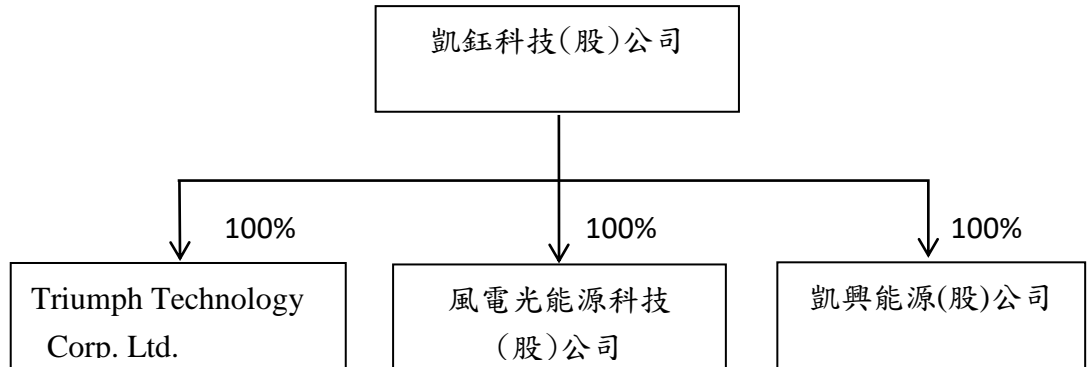 凱鈺科技(股)公司
100%
100%
100%
Triumph Technology
Corp. Ltd.
風電光能源科技
(股)公司
凱興能源(股)公司